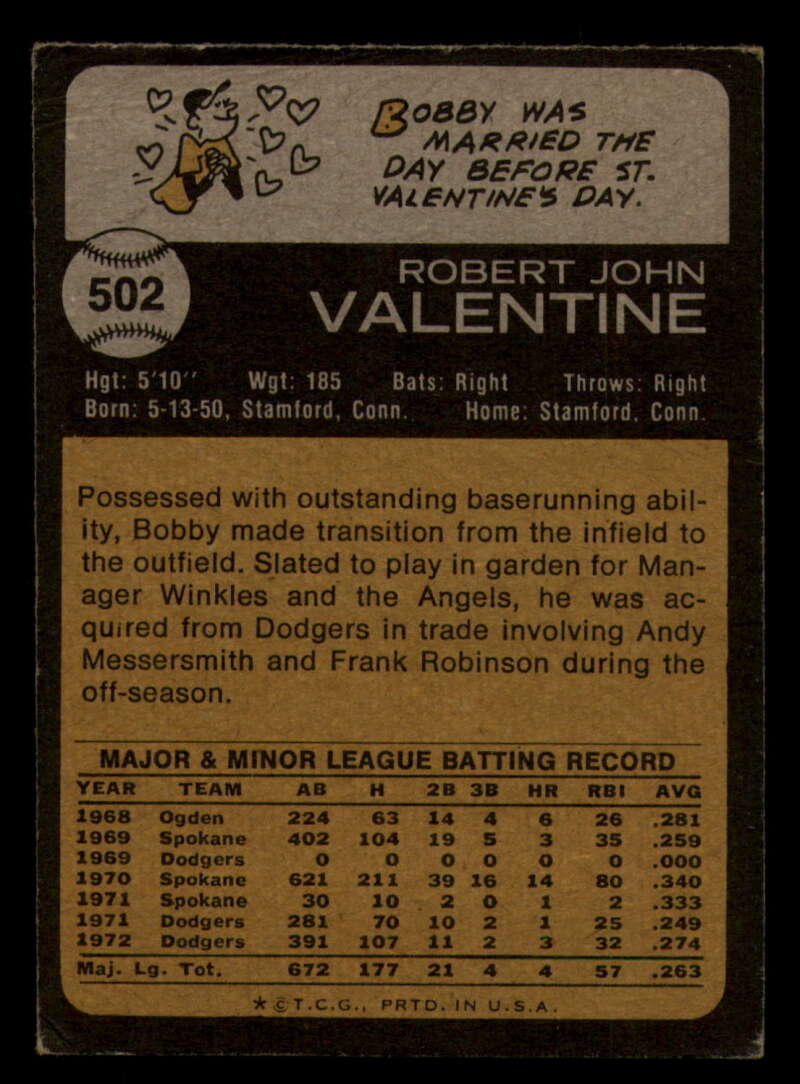 BOBBY WAS
MARRIED THE
DAY BEFORE ST.
VALENTINE'S DAY.
502
ROBERT JOHN
VALENTINE
Hgt: 5'10" Wgt: 185 Bats: Right Throws: Right
Born: 5-13-50, Stamford, Conn. Home: Stamford, Conn.
Possessed with outstanding baserunning abil-
ity, Bobby made transition from the infield to
the outfield. Slated to play in garden for Man-
ager Winkles and the Angels, he was ac-
quired from Dodgers in trade involving Andy
Messersmith and Frank Robinson during the
off-season.
MAJOR & MINOR LEAGUE BATTING RECORD
YEAR TEAM AB H 2B 3B HR RBI AVG
1968 Ogden 224 63 14 4 6 26 .281
1969 Spokane 402 104 19 5 3 35 .259
1969 Dodgers 0 0 0 0 0 0 .000
1970 Spokane 621 211 39 16 14 80 .340
1971 Spokane 30 10 2 0 1 2 .333
1971 Dodgers 281 70 10 2 1 25 .249
1972 Dodgers 391 107 11 2 3 32 .274
Maj. Lg. Tot. 672 177 21 4 4 57 .263
★ © T.C.G., PRTD. IN U.S.A.